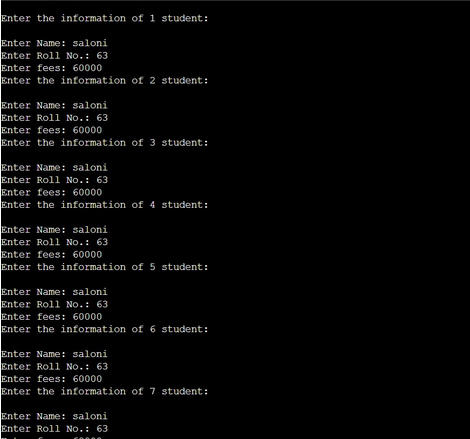 Enter the information of 1 student:
Enter Name: saloni
Enter Roll No.: 63
Enter fees: 60000
Enter the information of 2 student:
Enter Name: saloni
Enter Roll No.: 63
Enter fees: 60000
Enter the information of 3 student:
Enter Name: saloni
Enter Roll No.: 63
Enter fees: 60000
Enter the information of 4 student:
Enter Name: saloni
Enter Roll No.: 63
Enter fees: 60000
Enter the information of 5 student:
Enter Name: saloni
Enter Roll No.: 63
Enter fees: 60000
Enter the information of 6 student:
Enter Name: saloni
Enter Roll No.: 63
Enter fees: 60000
Enter the information of 7 student:
Enter Name: saloni
Enter Roll No.: 63